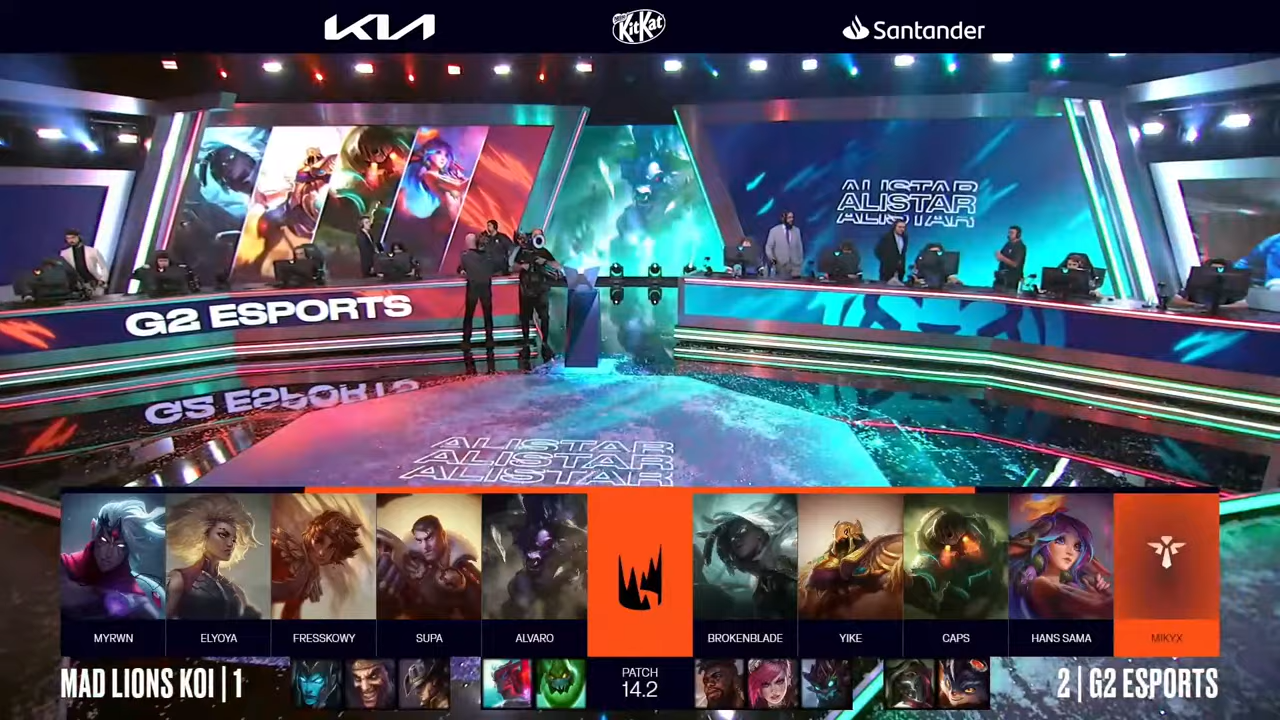 KIA
Nestlé
KitKat
Santander
ALISTAR
ALISTAR
ALISTAR
G2 ESPORTS
G2 ESPORTS
ALISTAR
ALISTAR
ALISTAR
MYRWN
ELYOYA
FRESSKOWY
SUPA
ALVARO
BROKENBLADE
YIKE
CAPS
HANS SAMA
MIKYX
MAD LIONS KOI | 1
PATCH
14.2
2 | G2 ESPORTS